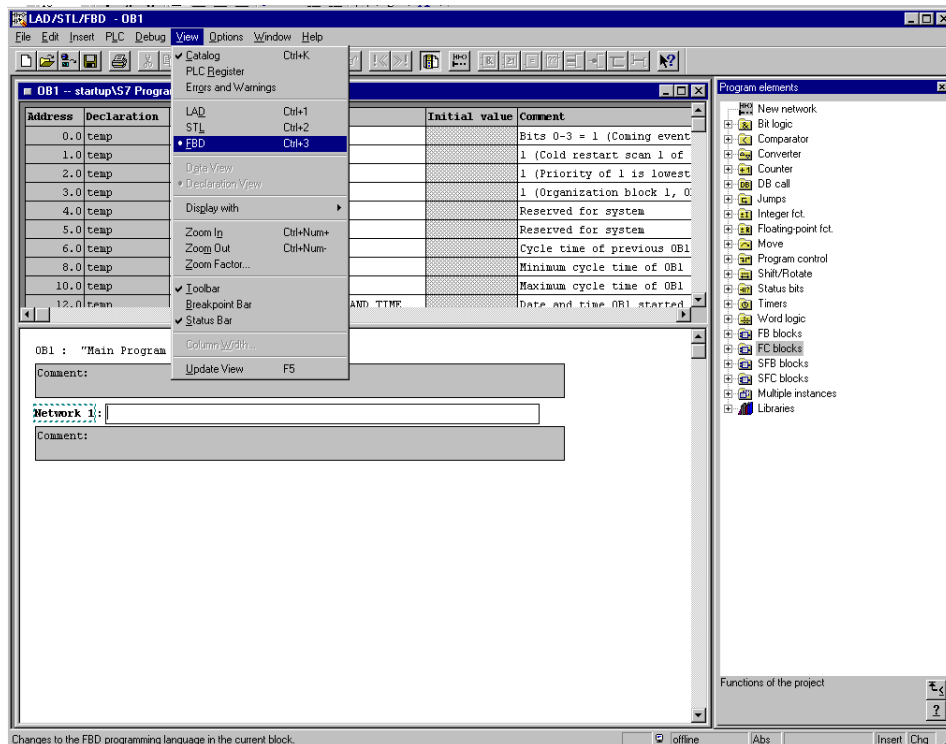 LAD/STL/FBD - OB1
File Edit Insert PLC Debug View Options Window Help
Catalog Ctrl+K
PLC Register
Errors and Warnings
LAD Ctrl+1
STL Ctrl+2
FBD Ctrl+3
Data View
Declaration View
Display with
Zoom In Ctrl+Num+
Zoom Out Ctrl+Num-
Zoom Factor...
Toolbar
Breakpoint Bar
Status Bar
Column Width...
Update View F5
OB1 -- startup\S7 Progra
Address Declaration Initial value Comment
0.0 temp Bits 0-3 = 1 (Coming event
1.0 temp 1 (Cold restart scan 1 of
2.0 temp 1 (Priority of 1 is lowest
3.0 temp 1 (Organization block 1, O
4.0 temp Reserved for system
5.0 temp Reserved for system
6.0 temp Cycle time of previous OB1
8.0 temp Minimum cycle time of OB1
10.0 temp Maximum cycle time of OB1
12.0 temp AND TIME Date and time OB1 started
OB1 : "Main Program
Comment:
Network 1:
Comment:
Program elements
New network
Bit logic
Comparator
Converter
Counter
DB call
Jumps
Integer fct.
Floating-point fct.
Move
Program control
Shift/Rotate
Status bits
Timers
Word logic
FB blocks
FC blocks
SFB blocks
SFC blocks
Multiple instances
Libraries
Functions of the project
Changes to the FBD programming language in the current block. offline Abs Insert Chg